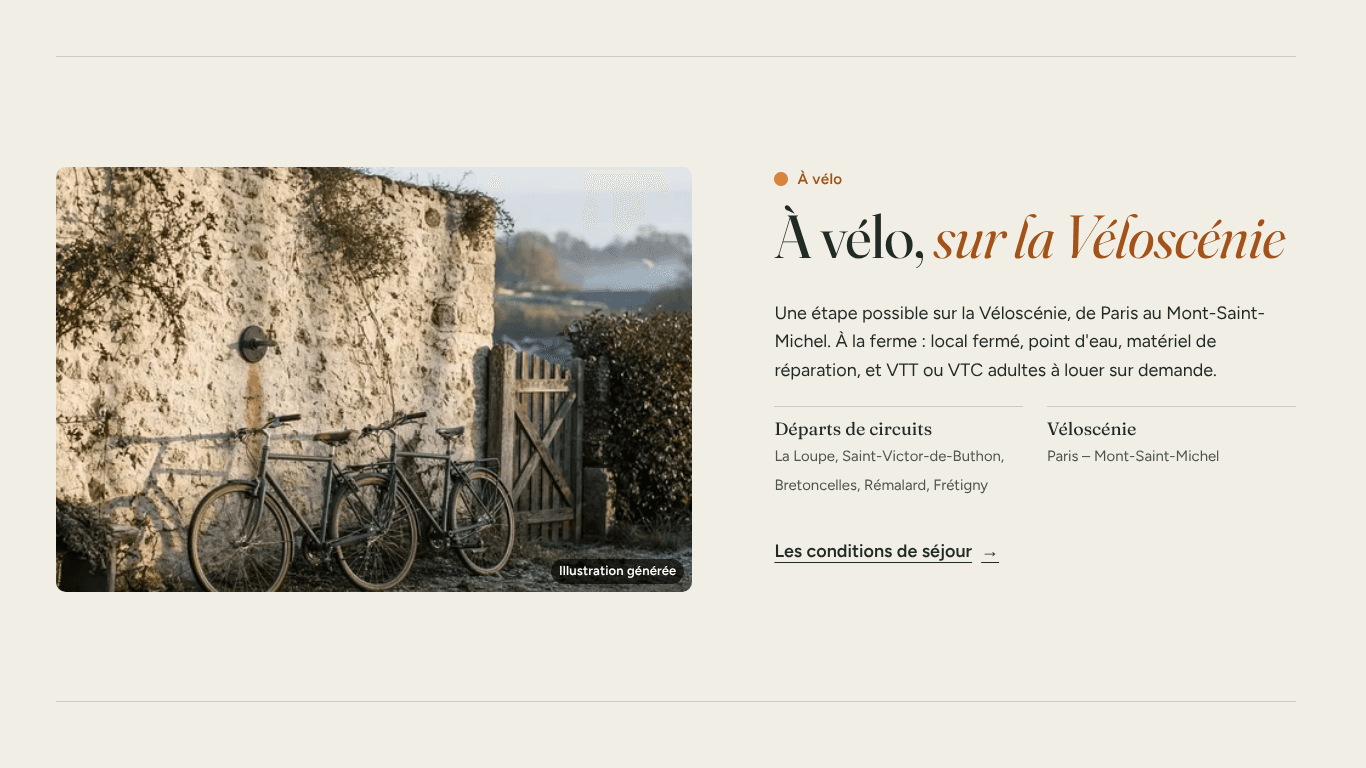 À vélo
À vélo, sur la Véloscénie
Une étape possible sur la Véloscénie, de Paris au Mont-Saint-
Michel. À la ferme : local fermé, point d'eau, matériel de
réparation, et VTT ou VTC adultes à louer sur demande.
Départs de circuits
La Loupe, Saint-Victor-de-Buthon,
Bretoncelles, Rémalard, Frétigny
Véloscénie
Paris – Mont-Saint-Michel
Les conditions de séjour →
Illustration générée